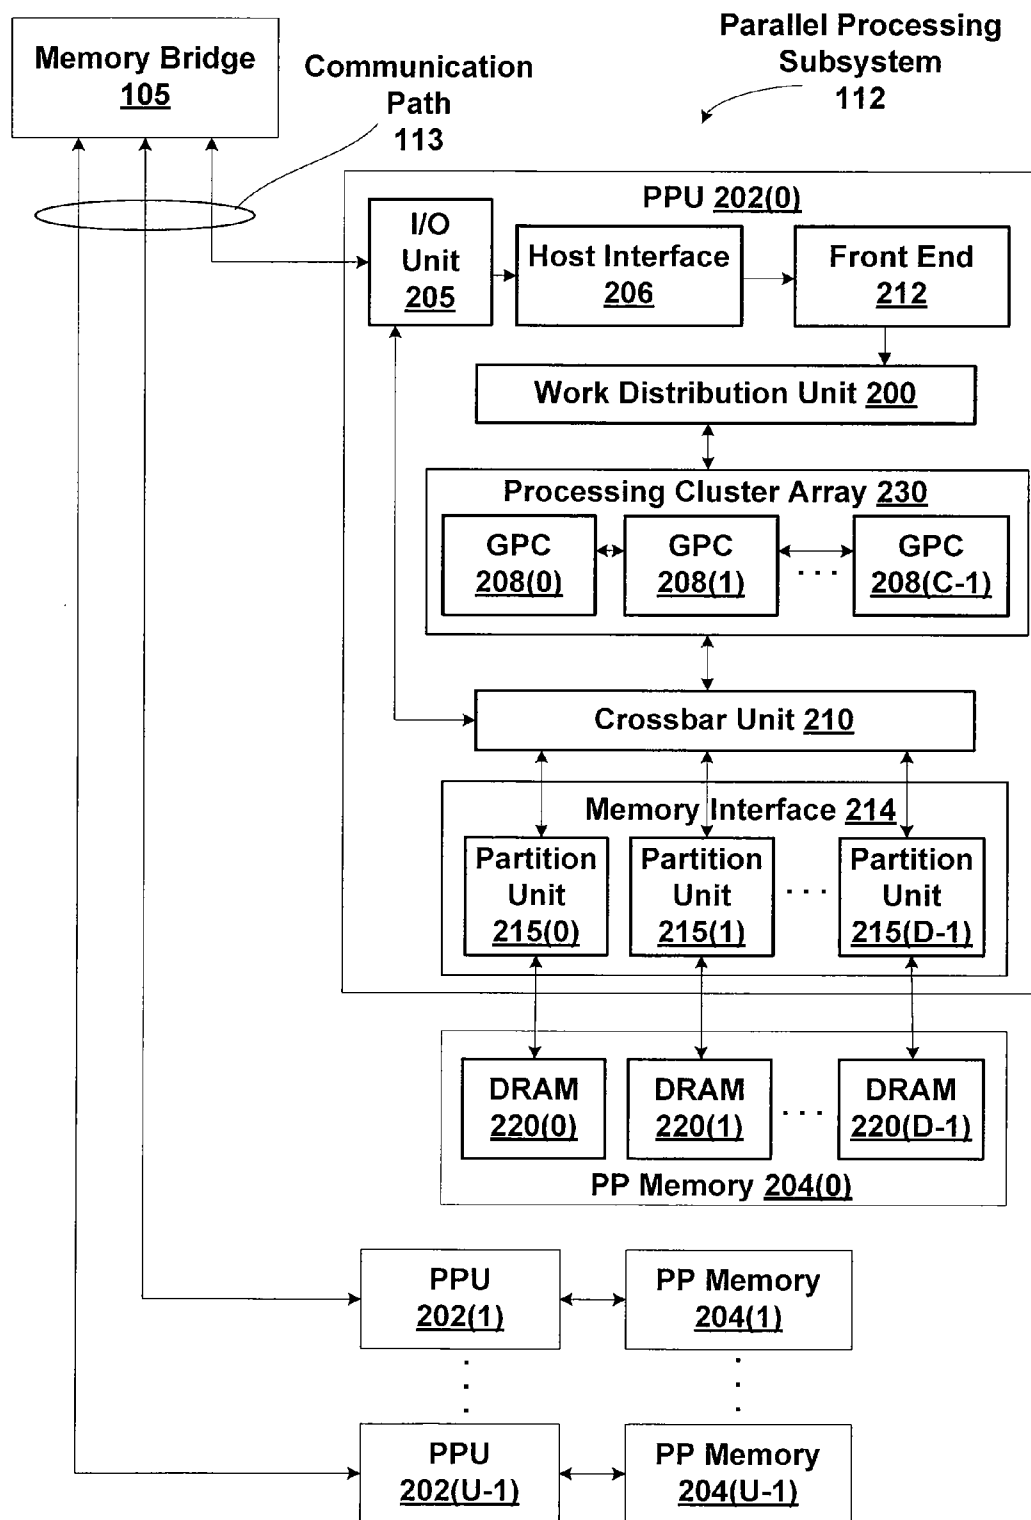 Memory Bridge
105
Communication
Path
113
Parallel Processing
Subsystem
112
PPU 202(0)
I/O
Unit
205
Host Interface
206
Front End
212
Work Distribution Unit 200
Processing Cluster Array 230
GPC
208(0)
GPC
208(1)
. . .
GPC
208(C-1)
Crossbar Unit 210
Memory Interface 214
Partition
Unit
215(0)
Partition
Unit
215(1)
. . .
Partition
Unit
215(D-1)
DRAM
220(0)
DRAM
220(1)
. . .
DRAM
220(D-1)
PP Memory 204(0)
PPU
202(1)
PP Memory
204(1)
PPU
202(U-1)
PP Memory
204(U-1)